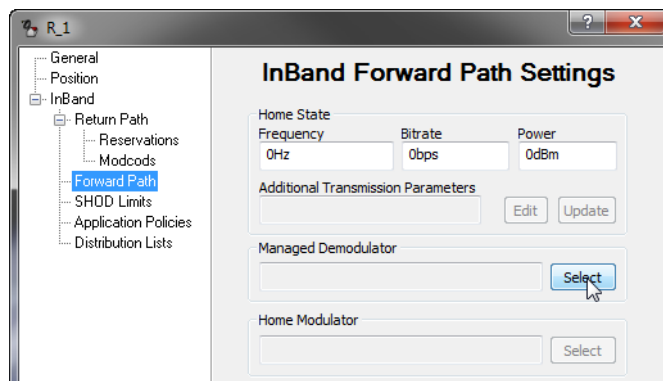 R_1
?
X
General
Position
InBand
Return Path
Reservations
Modcods
Forward Path
SHOD Limits
Application Policies
Distribution Lists
InBand Forward Path Settings
Home State
Frequency Bitrate Power
0Hz 0bps 0dBm
Additional Transmission Parameters
Edit Update
Managed Demodulator
Select
Home Modulator
Select